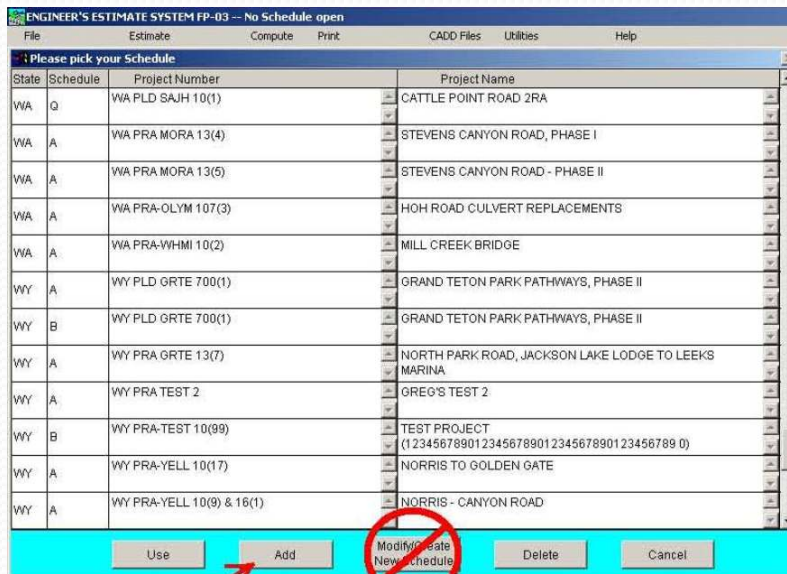 ENGINEER'S ESTIMATE SYSTEM FP-03 -- No Schedule open
File Estimate Compute Print CADD Files Utilities Help
Please pick your Schedule
State Schedule Project Number Project Name
WA Q WA PLD SAJH 10(1) CATTLE POINT ROAD 2RA
WA A WA PRA MORA 13(4) STEVENS CANYON ROAD, PHASE I
WA A WA PRA MORA 13(5) STEVENS CANYON ROAD - PHASE II
WA A WA PRA-OLYM 107(3) HOH ROAD CULVERT REPLACEMENTS
WA A WA PRA-WHMI 10(2) MILL CREEK BRIDGE
WY A WY PLD GRTE 700(1) GRAND TETON PARK PATHWAYS, PHASE II
WY B WY PLD GRTE 700(1) GRAND TETON PARK PATHWAYS, PHASE II
WY A WY PRA GRTE 13(7) NORTH PARK ROAD, JACKSON LAKE LODGE TO LEEKS
MARINA
WY A WY PRA TEST 2 GREG'S TEST 2
WY B WY PRA-TEST 10(99) TEST PROJECT
(1234567890123456789012345678901234567890 0)
WY A WY PRA-YELL 10(17) NORRIS TO GOLDEN GATE
WY A WY PRA-YELL 10(9) & 16(1) NORRIS - CANYON ROAD
Use Add Modify/Create Delete Cancel
New Schedule